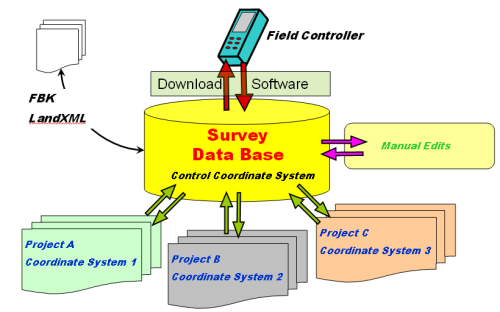 Field Controller
Download Software
FBK
LandXML
Survey
Data Base
Control Coordinate System
Manual Edits
Project A
Coordinate System 1
Project B
Coordinate System 2
Project C
Coordinate System 3